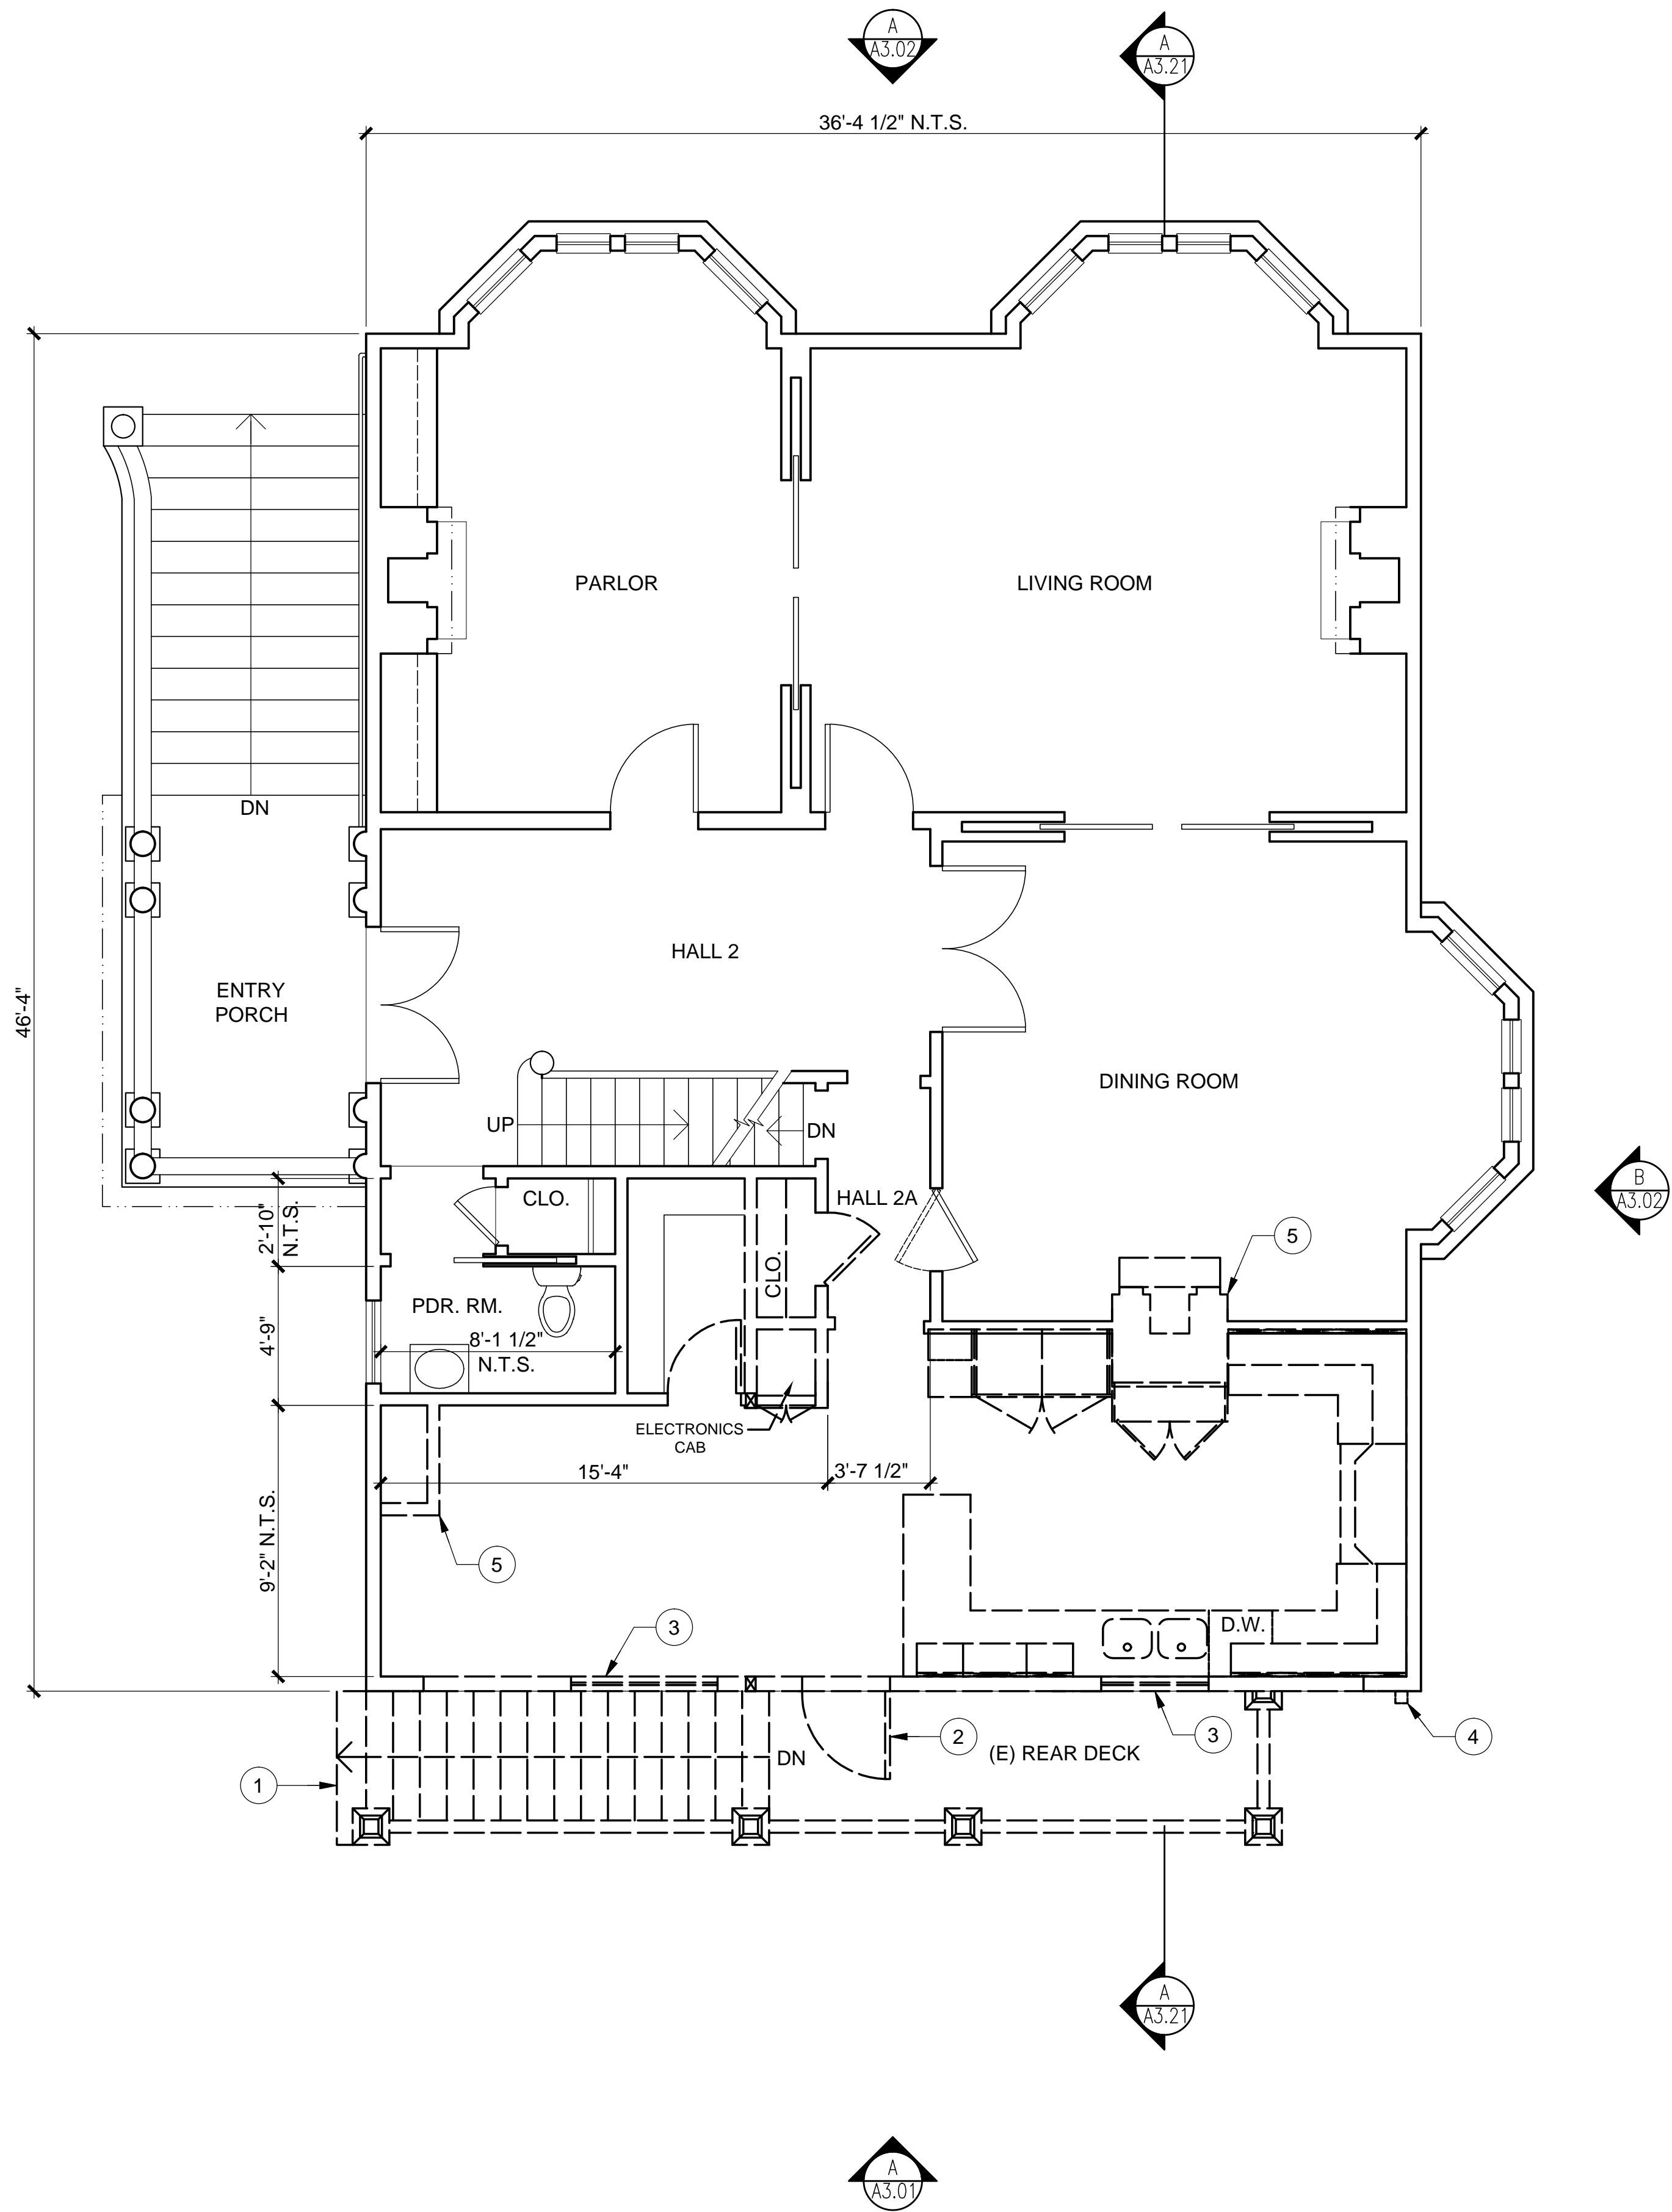 A
A3.02
A
A3.21
36'-4 1/2" N.T.S.
46'-4"
PARLOR
LIVING ROOM
DN
HALL 2
ENTRY
PORCH
DINING ROOM
UP
DN
B
A3.02
2'-10"
N.T.S.
CLO.
HALL 2A
CLO.
5
PDR. RM.
4'-9"
8'-1 1/2"
N.T.S.
ELECTRONICS
CAB
15'-4"
3'-7 1/2"
9'-2" N.T.S.
5
3
D.W.
DN
2
(E) REAR DECK
3
4
1
A
A3.21
A
A3.01